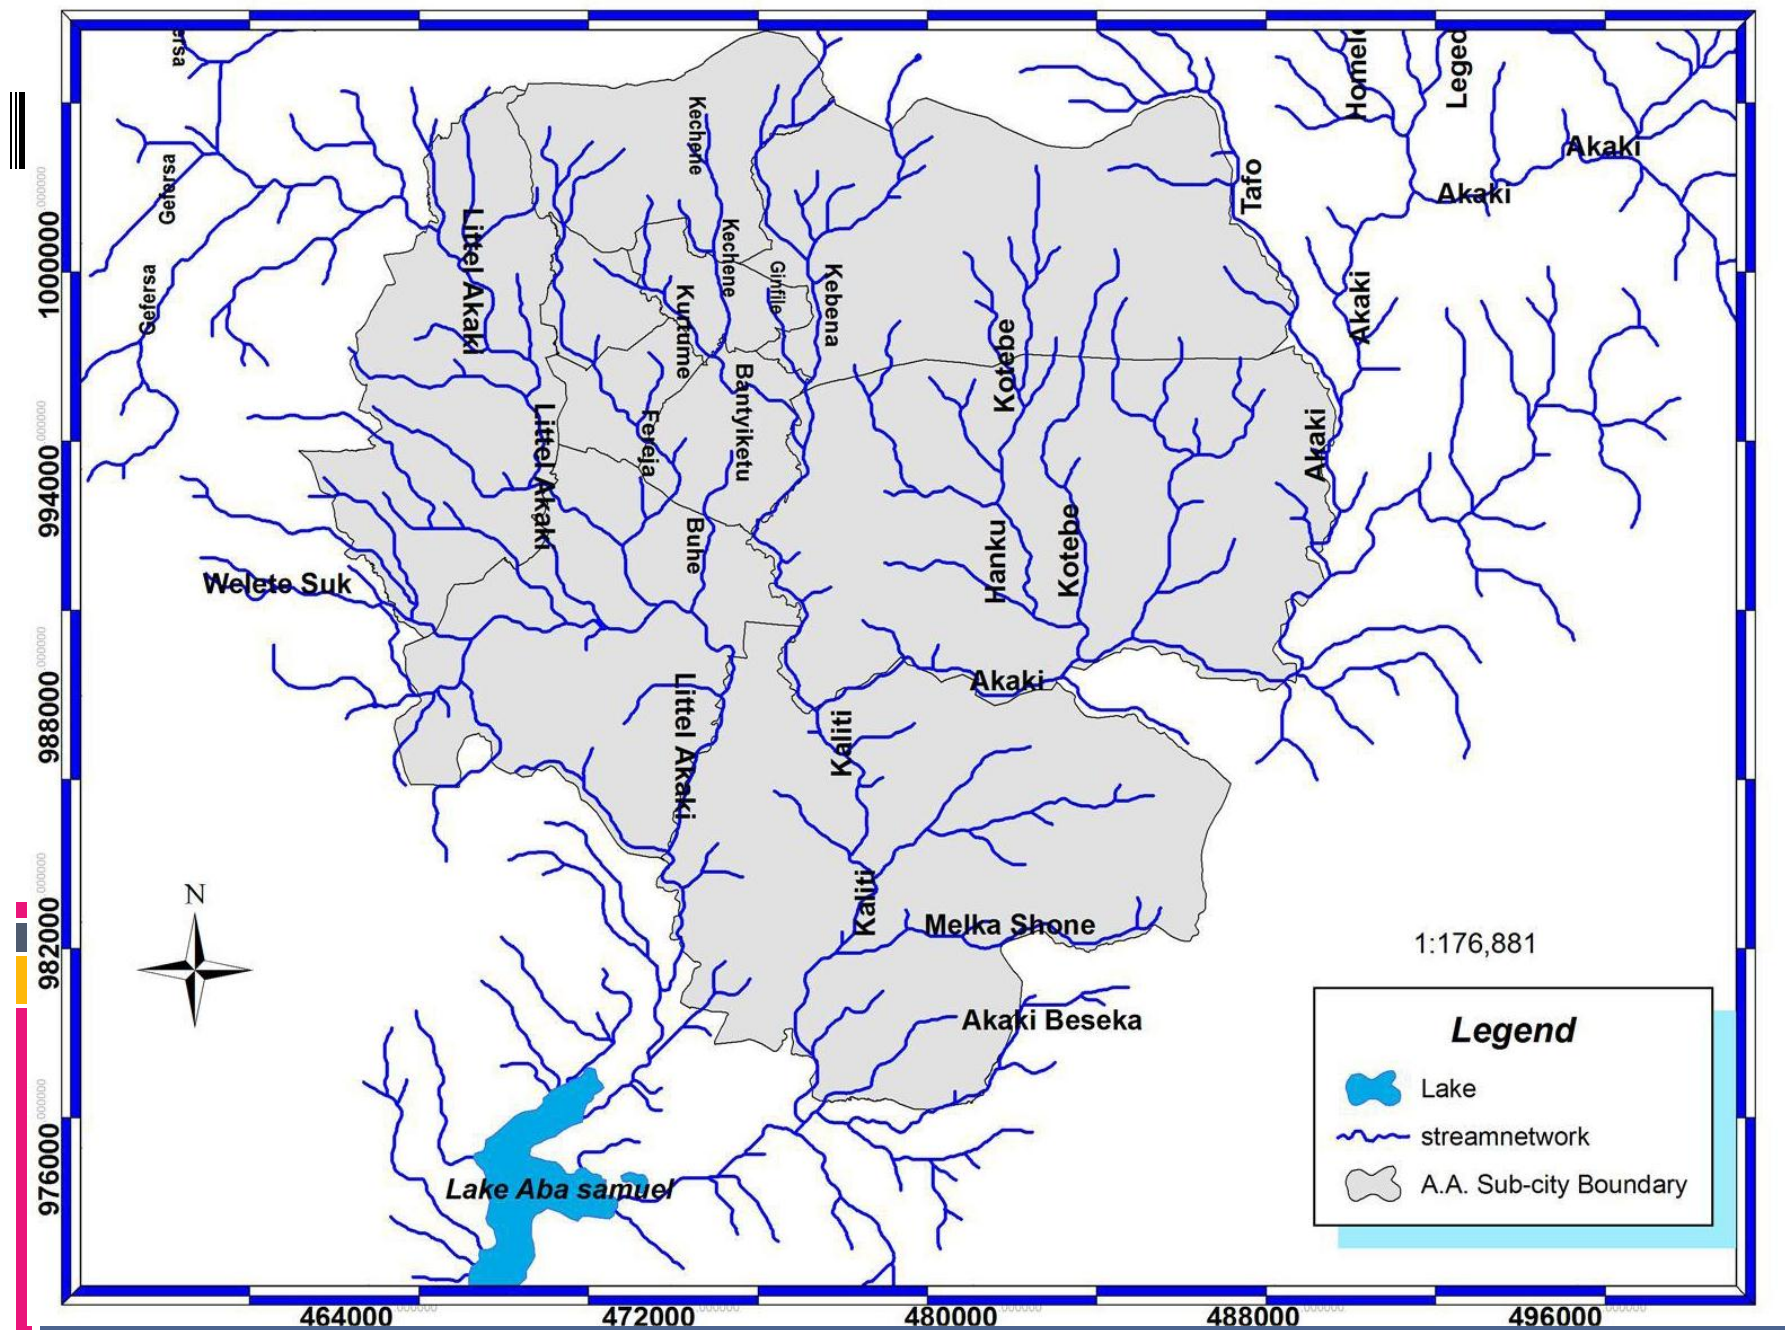 ersa
Homele
Legeo
Kechene
Akaki
Gefersa
Tafo
Akaki
Littel Akaki
Kechene
Ginfile
Kebena
Gefersa
Kurtume
Akaki
Kotebe
Bantyiketu
Fereja
Littel Akaki
Akaki
Buhe
Hanku
Kotebe
Welete Suk
Akaki
Littel Akaki
Kaliti
Kaliti
Melka Shone
Akaki Beseka
Lake Aba samuel
N
1:176,881
Legend
Lake
streamnetwork
A.A. Sub-city Boundary
1000000
994000
988000
982000
976000
464000
472000
480000
488000
496000